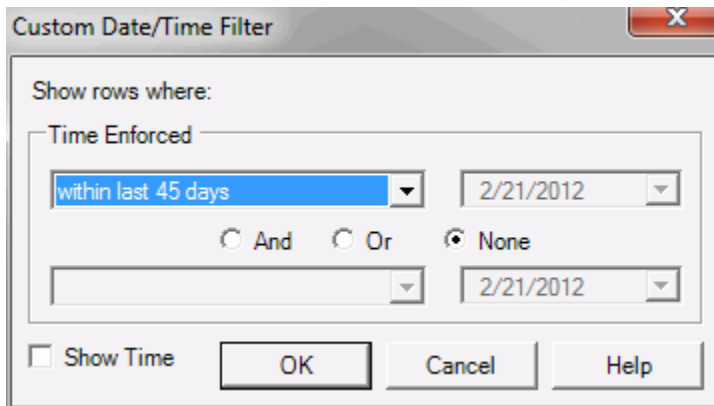 Custom Date/Time Filter
Show rows where:
Time Enforced
within last 45 days 2/21/2012
And Or None
2/21/2012
Show Time OK Cancel Help